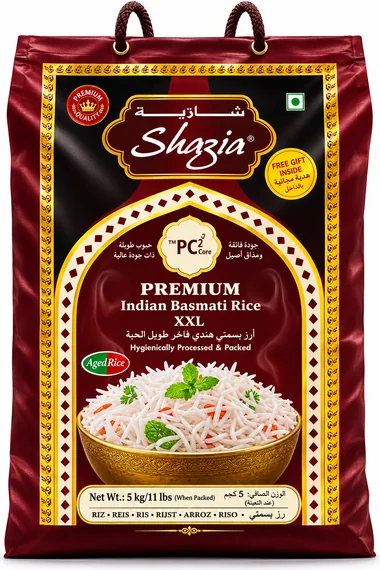 PREMIUM
QUALITY
شازية
Shazia®
FREE GIFT
INSIDE
هدية مجانية
بالداخل
حبوب طويلة
ذات جودة عالية
™ PC2 3
Core
جودة فائقة
ومذاق أصيل
PREMIUM
Indian Basmati Rice
XXL
أرز بسمتي هندي فاخر طويل الحبة
Hygienically Processed & Packed
Aged Rice
Net Wt.: 5 kg/11 lbs (When Packed)
الوزن الصافي: 5 كجم
(عند التعبئة)
RIZ • REIS • RIS • RIJST • ARROZ • RISO • رز بسمتي